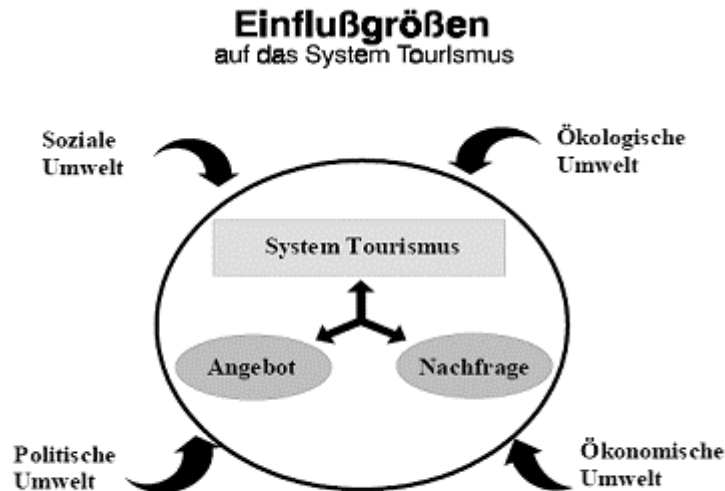 Einflußgrößen
auf das System Tourismus
Soziale
Umwelt
Ökologische
Umwelt
System Tourismus
Angebot
Nachfrage
Politische
Umwelt
Ökonomische
Umwelt